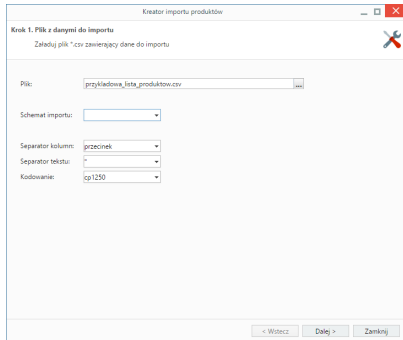 Kreator importu produktów
Krok 1. Plik z danymi do importu
Załaduj plik *.csv zawierający dane do importu
Plik: przykladowa_lista_produktow.csv ...
Schemat importu:
Separator kolumn: przecinek
Separator tekstu: "
Kodowanie: cp1250
< Wstecz Dalej > Zamknij